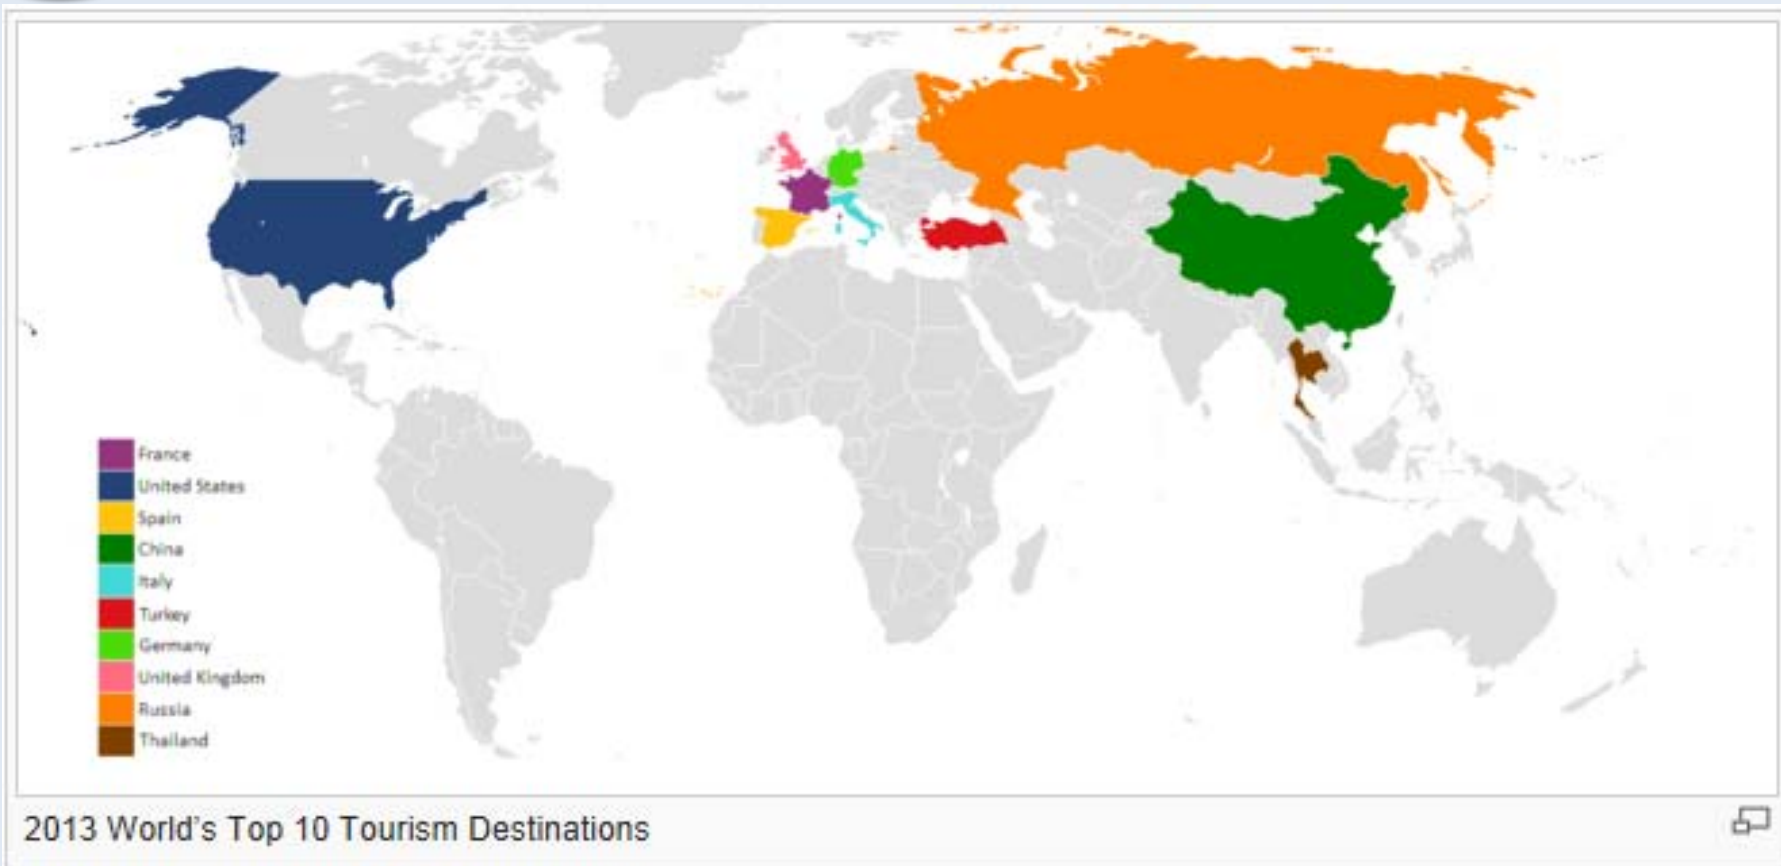 France
United States
Spain
China
Italy
Turkey
Germany
United Kingdom
Russia
Thailand
2013 World's Top 10 Tourism Destinations